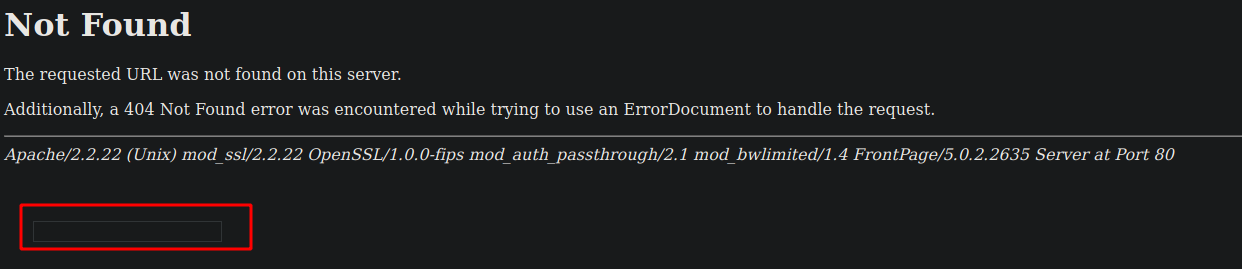 Not Found
The requested URL was not found on this server.
Additionally, a 404 Not Found error was encountered while trying to use an ErrorDocument to handle the request.
Apache/2.2.22 (Unix) mod_ssl/2.2.22 OpenSSL/1.0.0-fips mod_auth_passthrough/2.1 mod_bwlimited/1.4 FrontPage/5.0.2.2635 Server at Port 80